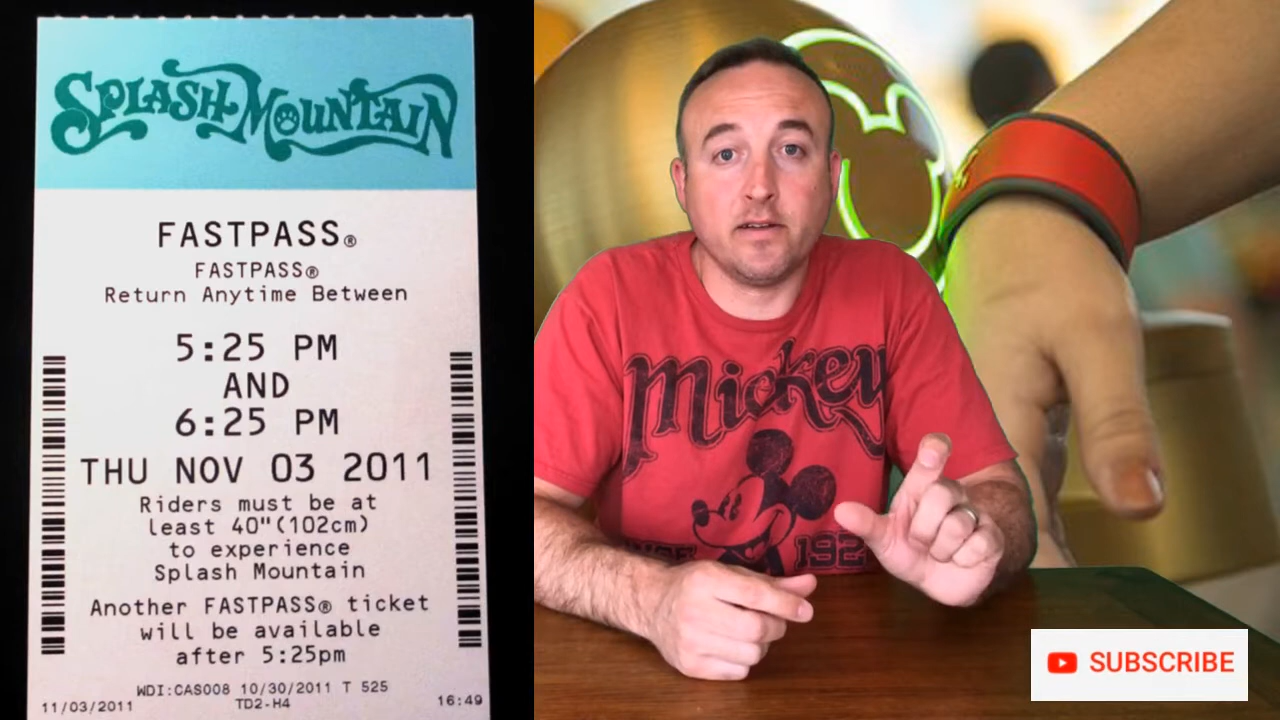 SPLASH MOUNTAIN
FASTPASS®
FASTPASS®
Return Anytime Between
5:25 PM
AND
6:25 PM
THU NOV 03 2011
Riders must be at
least 40"(102cm)
to experience
Splash Mountain
Another FASTPASS® ticket
will be available
after 5:25pm
WDI:CAS008 10/30/2011 T 525
11/03/2011 TD2-H4 16:49
Mickey
SINCE 192
SUBSCRIBE